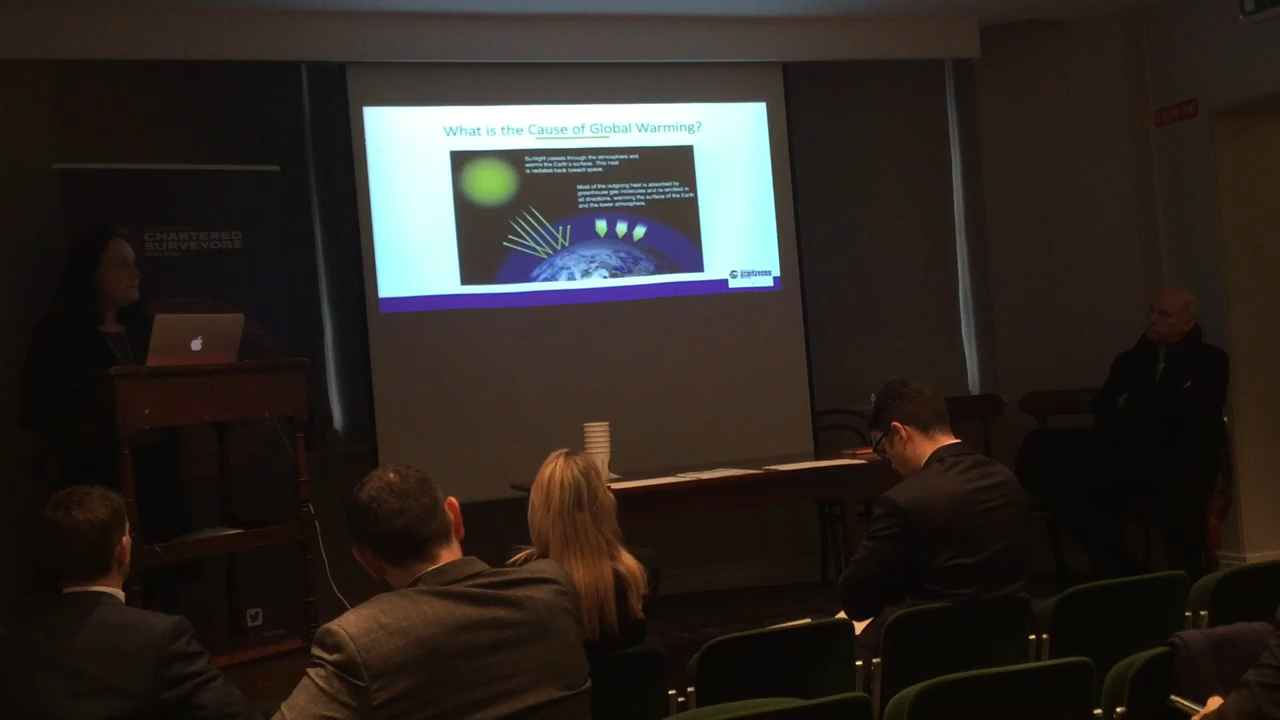 What is the Cause of Global Warming?
Sunlight passes through the atmosphere and
warms the Earth's surface. This heat
is radiated back toward space.
Most of the outgoing heat is absorbed by
greenhouse gas molecules and re-emitted in
all directions, warming the surface of the Earth
and the lower atmosphere.
CHARTERED
SURVEYORS
CHARTERED
SURVEYORS